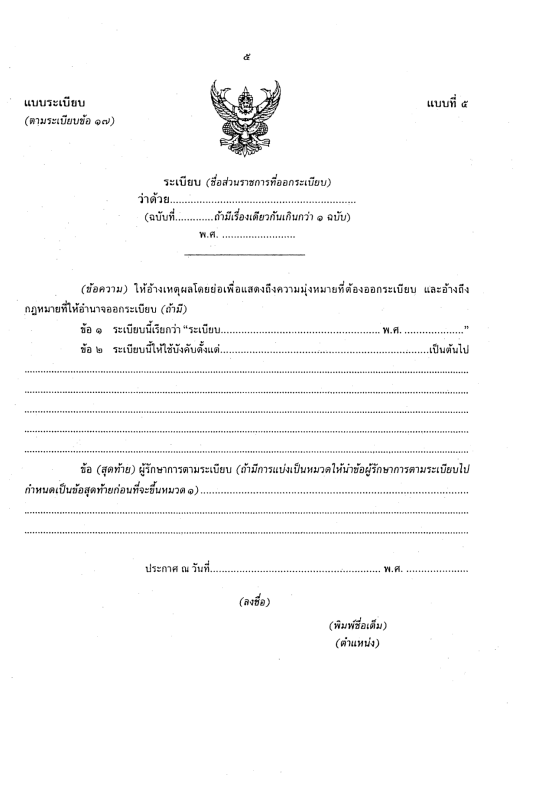 ๕
แบบระเบียบ
แบบที่ ๕
(ตามระเบียบข้อ ๑๗)
ระเบียบ (ชื่อส่วนราชการที่ออกระเบียบ)
ว่าด้วย................................................................
(ฉบับที่.............ถ้ามีเรื่องเดียวกันเกินกว่า ๑ ฉบับ)
พ.ศ. .........................
(ข้อความ) ให้อ้างเหตุผลโดยย่อเพื่อแสดงถึงความมุ่งหมายที่ต้องออกระเบียบ และอ้างถึง
กฎหมายที่ให้อำนาจออกระเบียบ (ถ้ามี)
ข้อ ๑ ระเบียบนี้เรียกว่า “ระเบียบ...................................................... พ.ศ. ....................”
ข้อ ๒ ระเบียบนี้ให้ใช้บังคับตั้งแต่.......................................................................เป็นต้นไป
......................................................................................................................................................
......................................................................................................................................................
......................................................................................................................................................
......................................................................................................................................................
......................................................................................................................................................
ข้อ (สุดท้าย) ผู้รักษาการตามระเบียบ (ถ้ามีการแบ่งเป็นหมวดให้นำข้อผู้รักษาการตามระเบียบไป
กำหนดเป็นข้อสุดท้ายก่อนที่จะขึ้นหมวด ๑)...........................................................................................
......................................................................................................................................................
......................................................................................................................................................
ประกาศ ณ วันที่.......................................................... พ.ศ. .....................
(ลงชื่อ)
(พิมพ์ชื่อเต็ม)
(ตำแหน่ง)